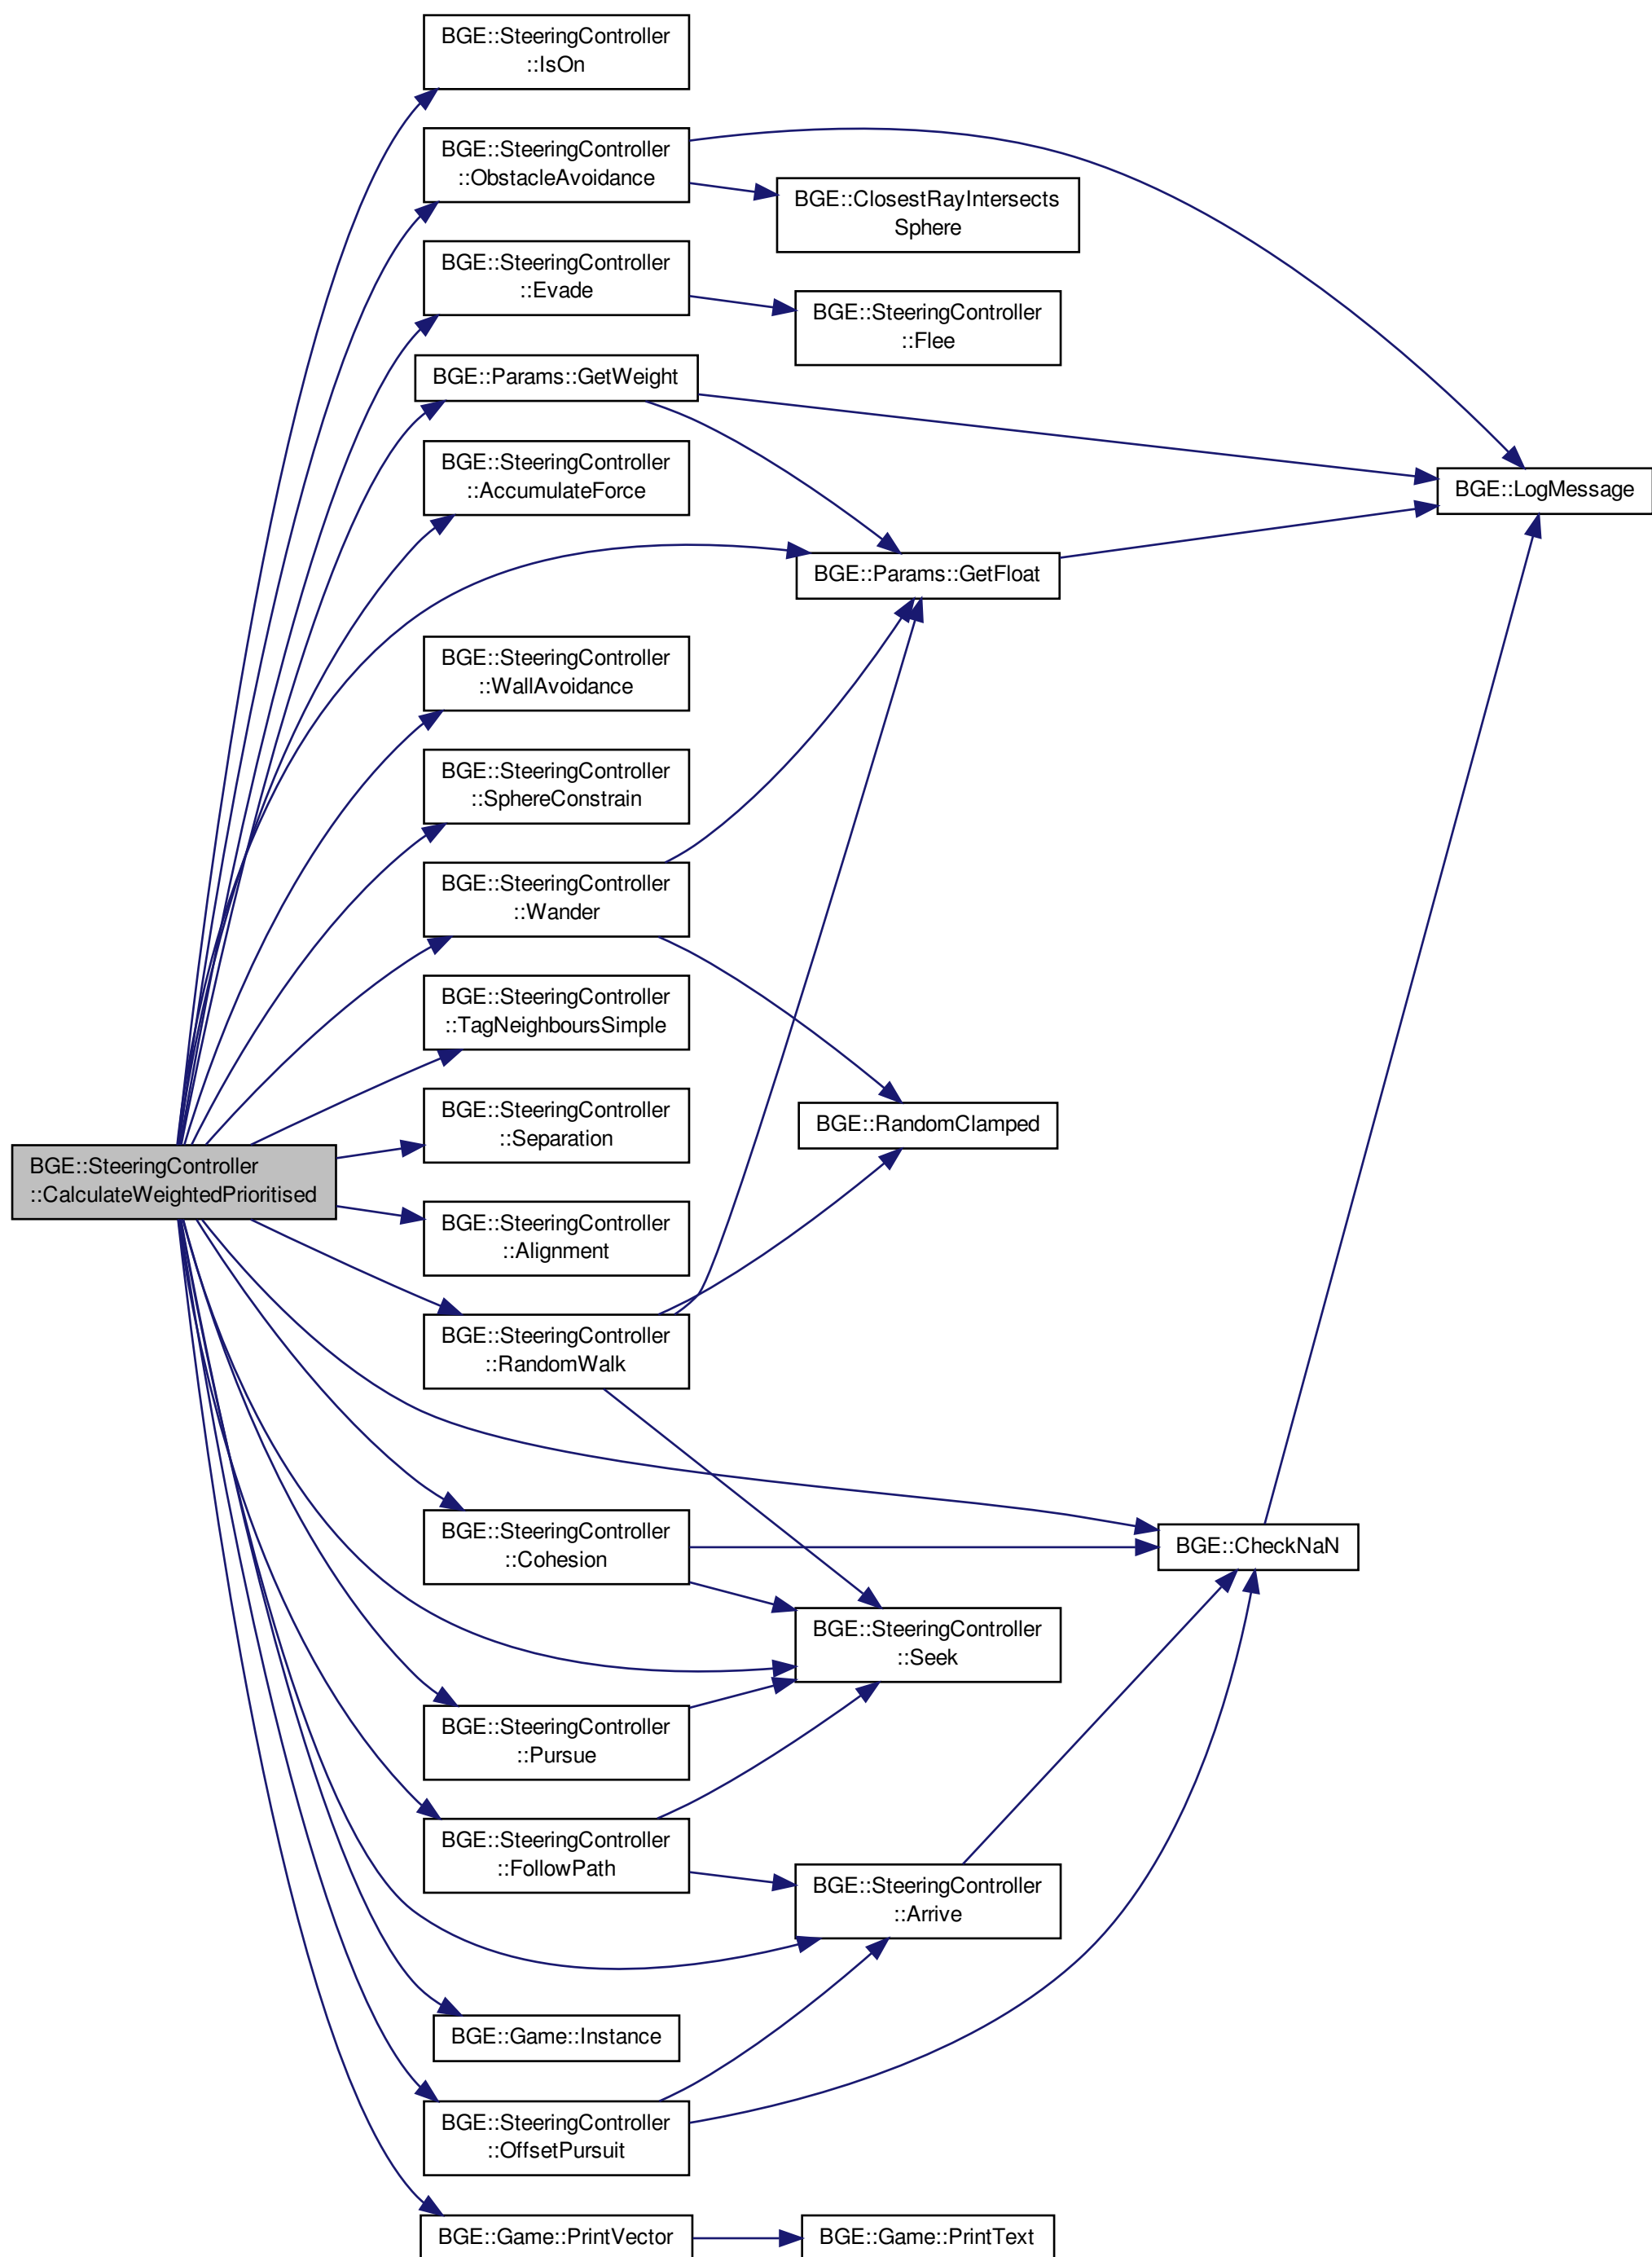 BGE::SteeringController
::IsOn
BGE::SteeringController
::ObstacleAvoidance
BGE::ClosestRayIntersects
Sphere
BGE::SteeringController
::Evade
BGE::SteeringController
::Flee
BGE::Params::GetWeight
BGE::SteeringController
::AccumulateForce
BGE::LogMessage
BGE::Params::GetFloat
BGE::SteeringController
::WallAvoidance
BGE::SteeringController
::SphereConstrain
BGE::SteeringController
::Wander
BGE::SteeringController
::TagNeighboursSimple
BGE::SteeringController
::Separation
BGE::RandomClamped
BGE::SteeringController
::CalculateWeightedPrioritised
BGE::SteeringController
::Alignment
BGE::SteeringController
::RandomWalk
BGE::SteeringController
::Cohesion
BGE::CheckNaN
BGE::SteeringController
::Seek
BGE::SteeringController
::Pursue
BGE::SteeringController
::FollowPath
BGE::SteeringController
::Arrive
BGE::Game::Instance
BGE::SteeringController
::OffsetPursuit
BGE::Game::PrintVector
BGE::Game::PrintText